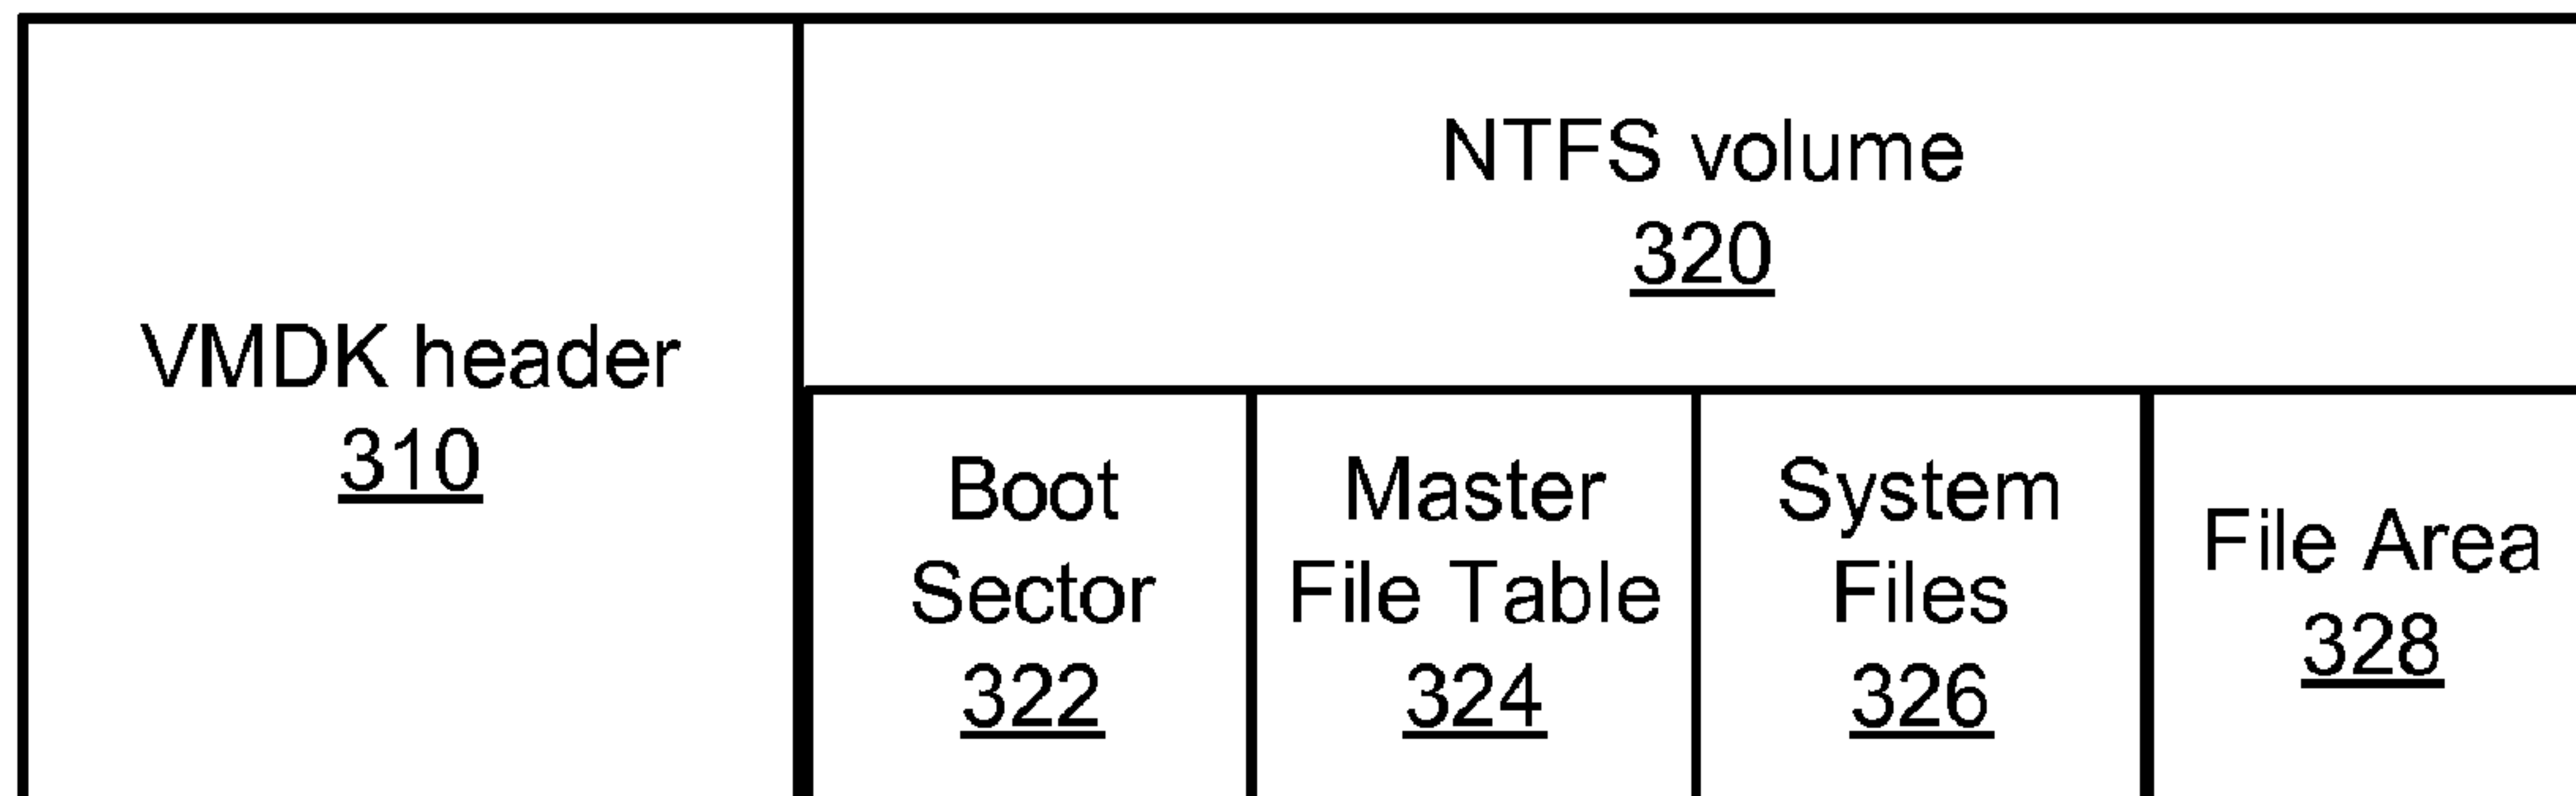 VMDK header
310
NTFS volume
320
Boot
Sector
322
Master
File Table
324
System
Files
326
File Area
328